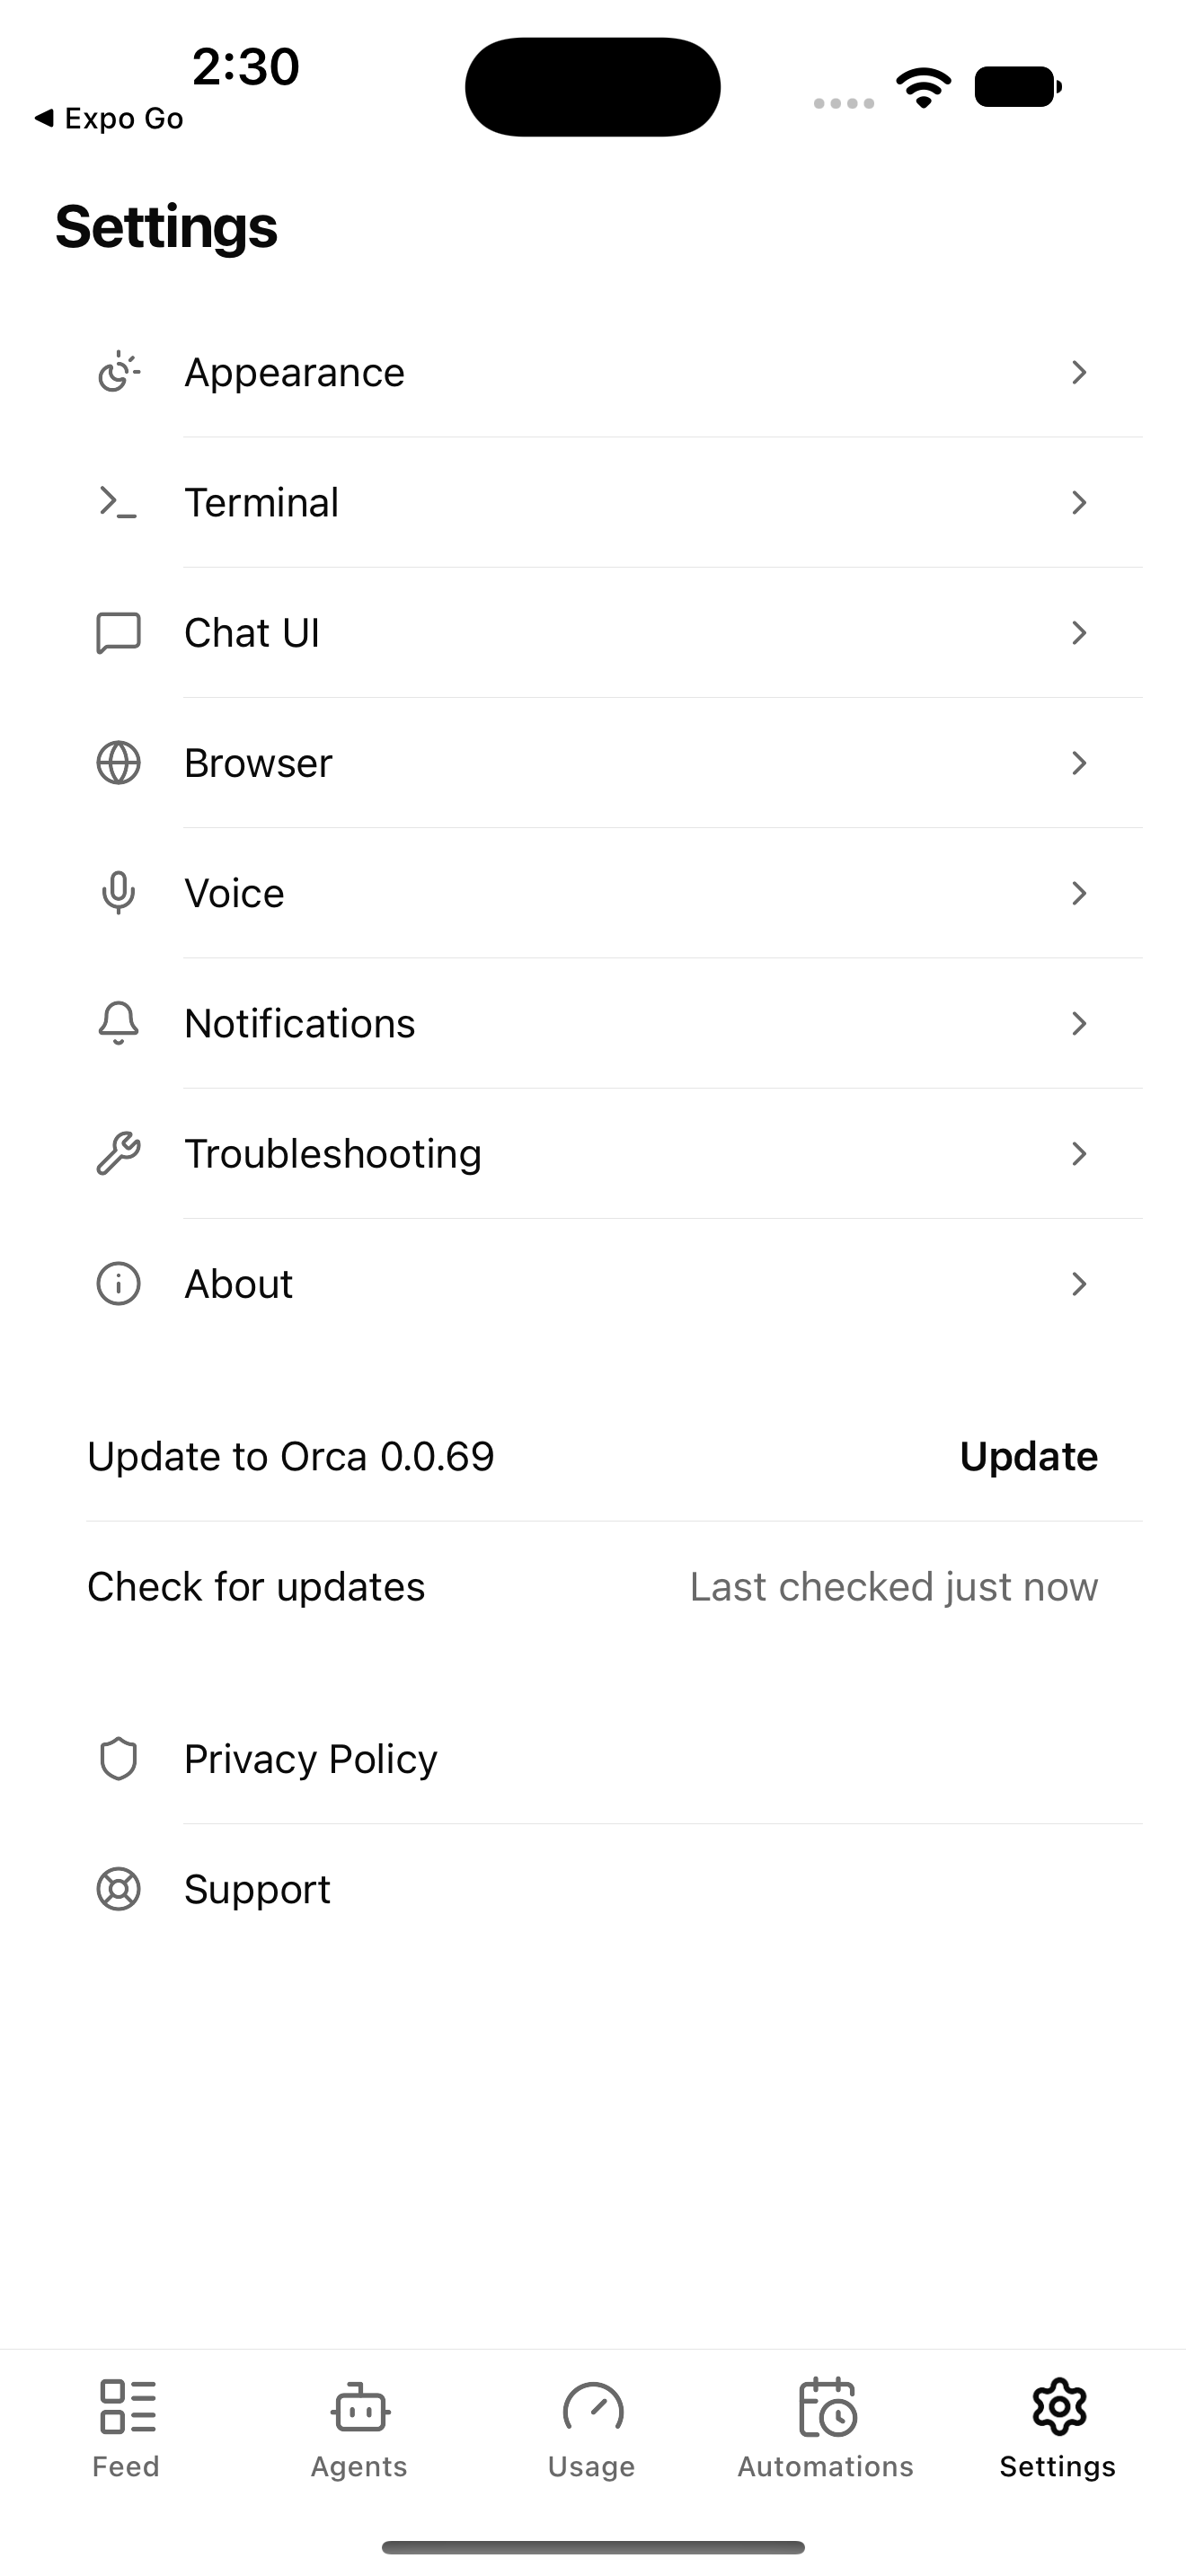 2:30
◀ Expo Go
Settings
Appearance
Terminal
Chat UI
Browser
Voice
Notifications
Troubleshooting
About
Update to Orca 0.0.69 Update
Check for updates Last checked just now
Privacy Policy
Support
Feed Agents Usage Automations Settings